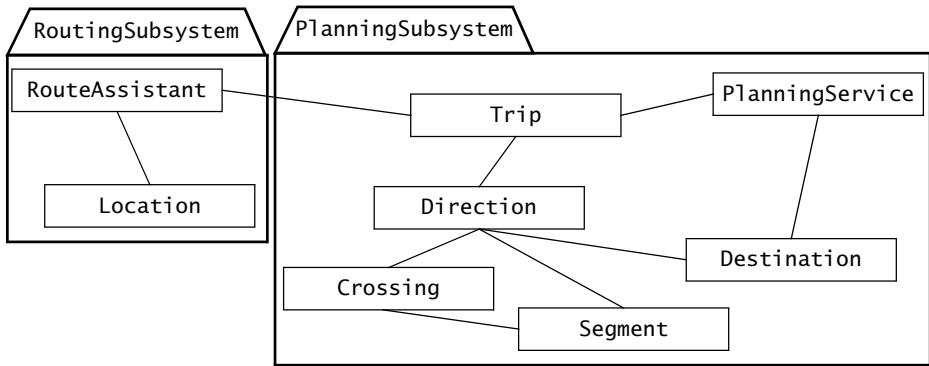 RoutingSubsystem
PlanningSubsystem
RouteAssistant
Trip
PlanningService
Location
Direction
Destination
Crossing
Segment